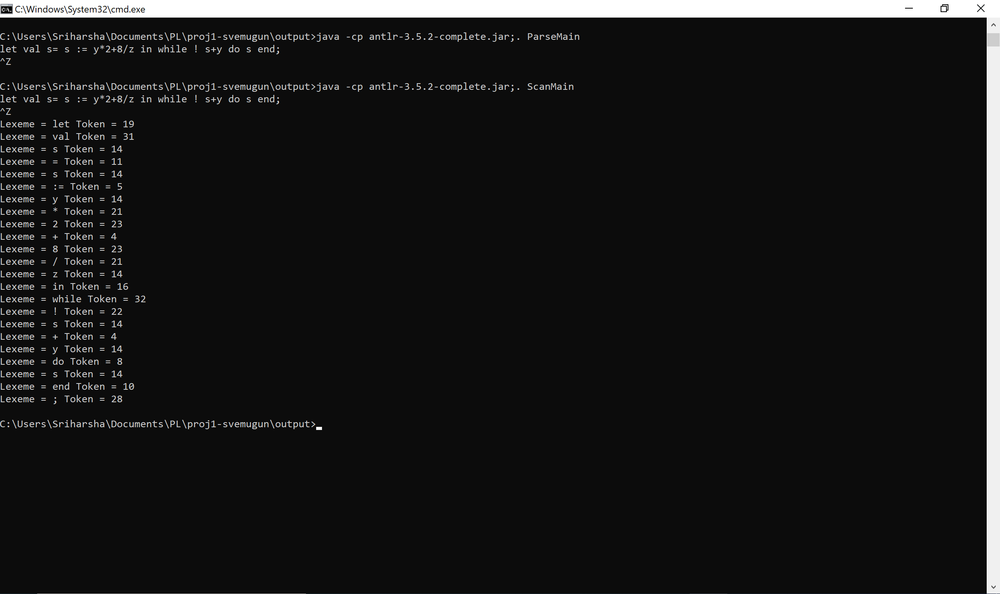 C:\Windows\System32\cmd.exe
C:\Users\Sriharsha\Documents\PL\proj1-svemugun\output>java -cp antlr-3.5.2-complete.jar;. ParseMain
let val s= s := y*2+8/z in while ! s+y do s end;
^Z
C:\Users\Sriharsha\Documents\PL\proj1-svemugun\output>java -cp antlr-3.5.2-complete.jar;. ScanMain
let val s= s := y*2+8/z in while ! s+y do s end;
^Z
Lexeme = let Token = 19
Lexeme = val Token = 31
Lexeme = s Token = 14
Lexeme = = Token = 11
Lexeme = s Token = 14
Lexeme = := Token = 5
Lexeme = y Token = 14
Lexeme = * Token = 21
Lexeme = 2 Token = 23
Lexeme = + Token = 4
Lexeme = 8 Token = 23
Lexeme = / Token = 21
Lexeme = z Token = 14
Lexeme = in Token = 16
Lexeme = while Token = 32
Lexeme = ! Token = 22
Lexeme = s Token = 14
Lexeme = + Token = 4
Lexeme = y Token = 14
Lexeme = do Token = 8
Lexeme = s Token = 14
Lexeme = end Token = 10
Lexeme = ; Token = 28
C:\Users\Sriharsha\Documents\PL\proj1-svemugun\output>